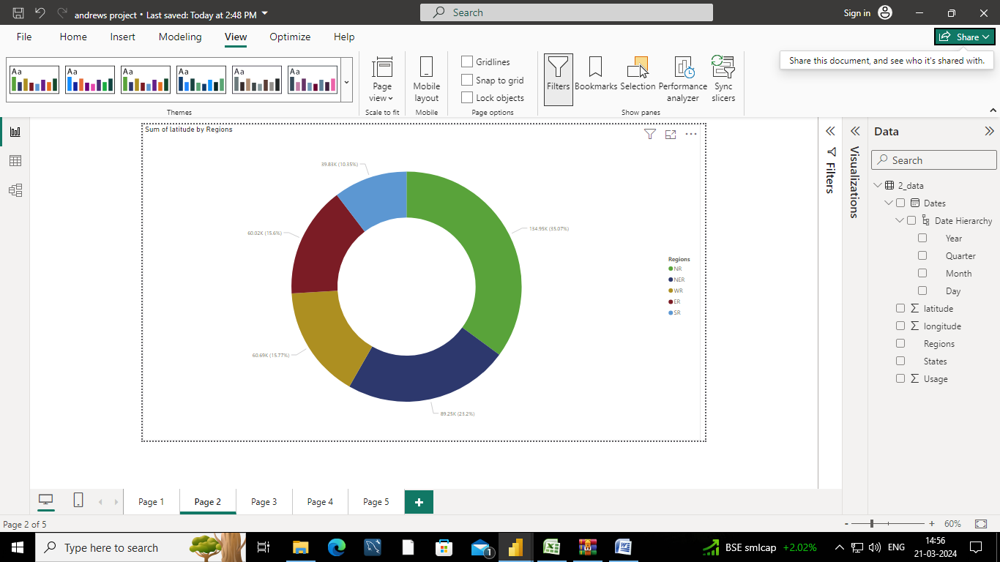 andrews project • Last saved: Today at 2:48 PM
Search
Sign in
File Home Insert Modeling View Optimize Help
Share
Share this document, and see who it's shared with.
Aa Aa Aa Aa Aa Aa
Themes
Page view
Scale to fit
Mobile layout
Mobile
Gridlines
Snap to grid
Lock objects
Page options
Filters
Bookmarks
Selection
Performance analyzer
Sync slicers
Show panes
Sum of latitude by Regions
39.83K (10.35%)
134.95K (35.07%)
60.02K (15.6%)
60.69K (15.77%)
89.25K (23.2%)
Regions
NR
NER
WR
ER
SR
Filters
Visualizations
Data
Search
2_data
Dates
Date Hierarchy
Year
Quarter
Month
Day
latitude
longitude
Regions
States
Usage
Page 1 Page 2 Page 3 Page 4 Page 5
Page 2 of 5
- + 60%
Type here to search
1
BSE smlcap +2.02%
ENG
14:56
21-03-2024